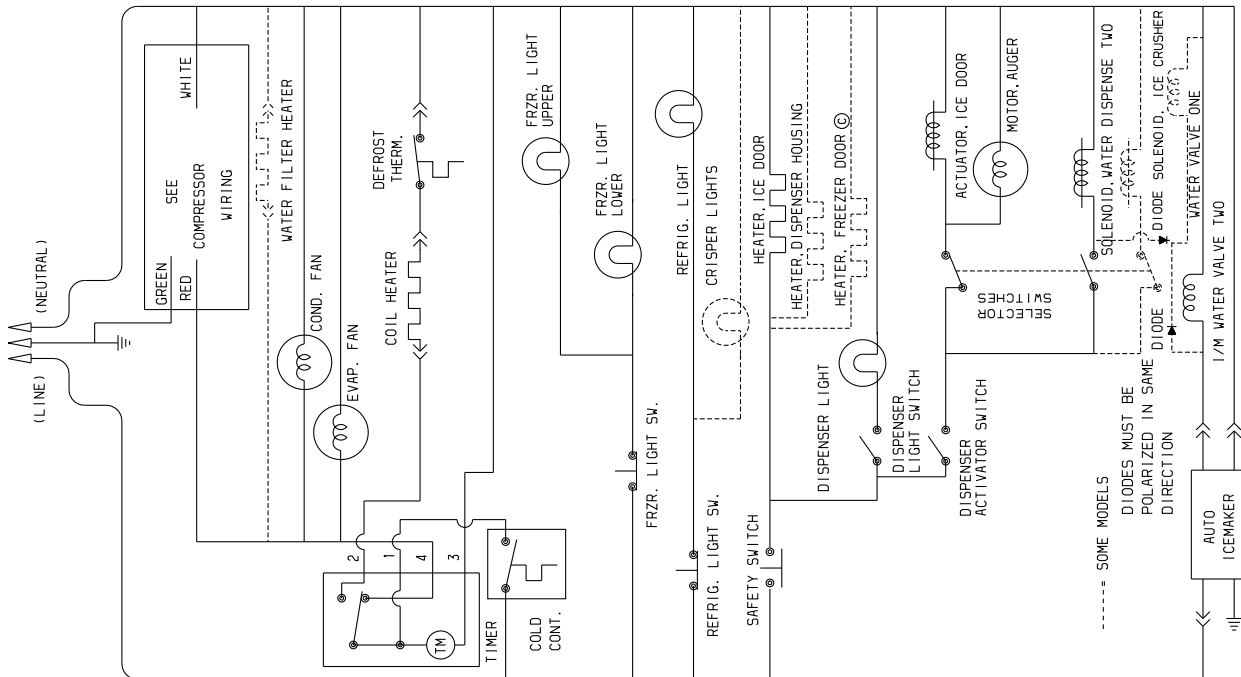 (NEUTRAL)
(LINE)
GREEN
RED
WHITE
SEE
COMPRESSOR
WIRING
WATER FILTER HEATER
COND. FAN
EVAP. FAN
DEFROST
THERM.
COIL HEATER
2
1
4
3
TM
TIMER
COLD
CONT.
FRZR. LIGHT
UPPER
FRZR. LIGHT
LOWER
FRZR. LIGHT SW.
REFRIG. LIGHT
CRISPER LIGHTS
REFRIG. LIGHT SW.
SAFETY SWITCH
HEATER, ICE DOOR
HEATER, DISPENSER HOUSING
HEATER, FREEZER DOOR ©
DISPENSER LIGHT
DISPENSER
LIGHT SWITCH
DISPENSER
ACTIVATOR SWITCH
ACTUATOR, ICE DOOR
MOTOR, AUGER
SELECTOR
SWITCHES
SOLENOID, WATER DISPENSE TWO
DIODE
DIODE
SOLENOID, ICE CRUSHER
WATER VALVE ONE
I/M WATER VALVE TWO
---- = SOME MODELS
DIODES MUST BE
POLARIZED IN SAME
DIRECTION
AUTO
ICEMAKER